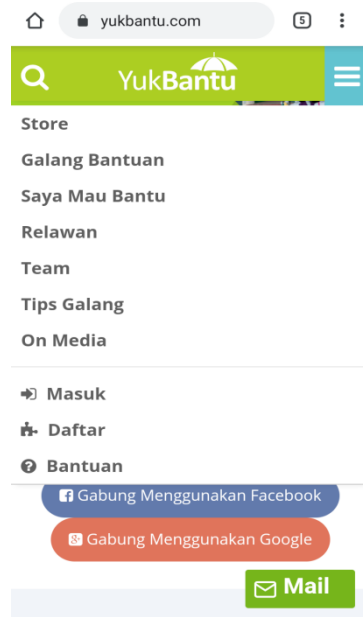 yukbantu.com
5
YukBantu
Store
Galang Bantuan
Saya Mau Bantu
Relawan
Team
Tips Galang
On Media
Masuk
Daftar
Bantuan
Gabung Menggunakan Facebook
Gabung Menggunakan Google
Mail